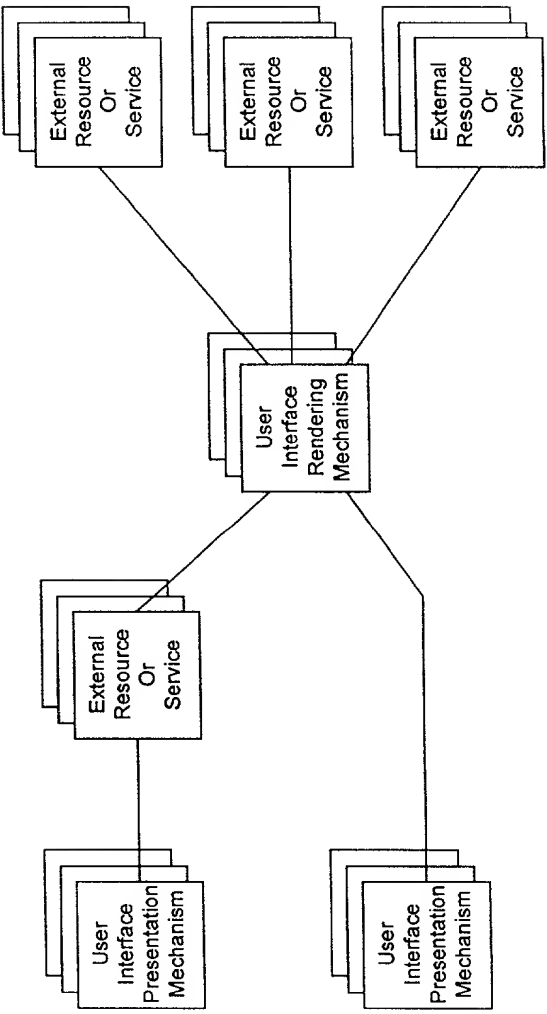 External
Resource
Or
Service
External
Resource
Or
Service
External
Resource
Or
Service
User
Interface
Rendering
Mechanism
External
Resource
Or
Service
User
Interface
Presentation
Mechanism
User
Interface
Presentation
Mechanism